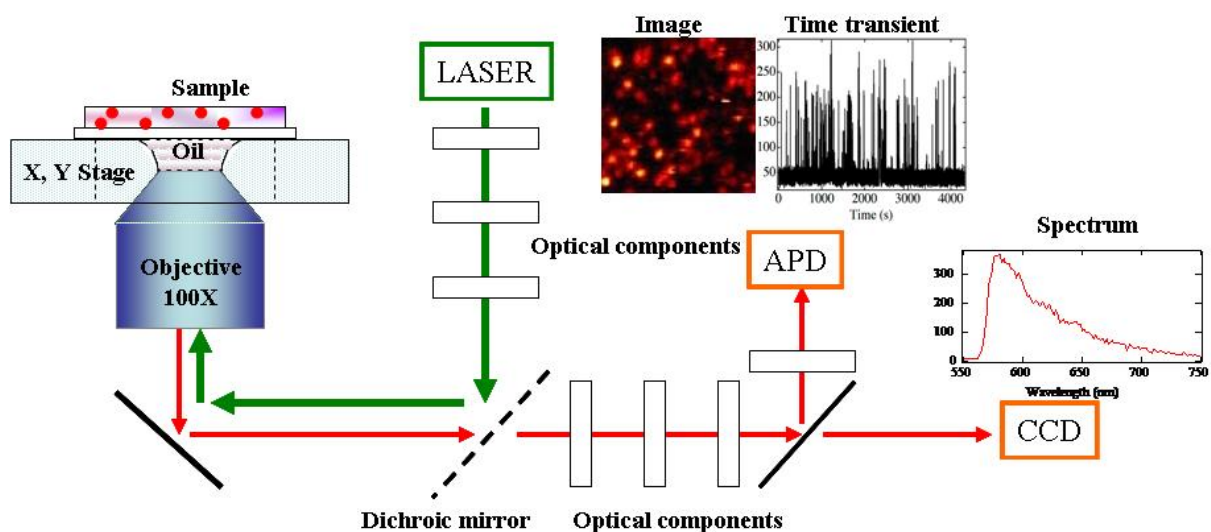 Image
Time transient
LASER
Sample
Oil
X, Y Stage
Objective
100X
300
250
200
150
100
50
0 1000 2000 3000 4000
Time (s)
Optical components
APD
Spectrum
300
200
100
0
550 600 650 700 750
Wavelength (nm)
CCD
Dichroic mirror
Optical components